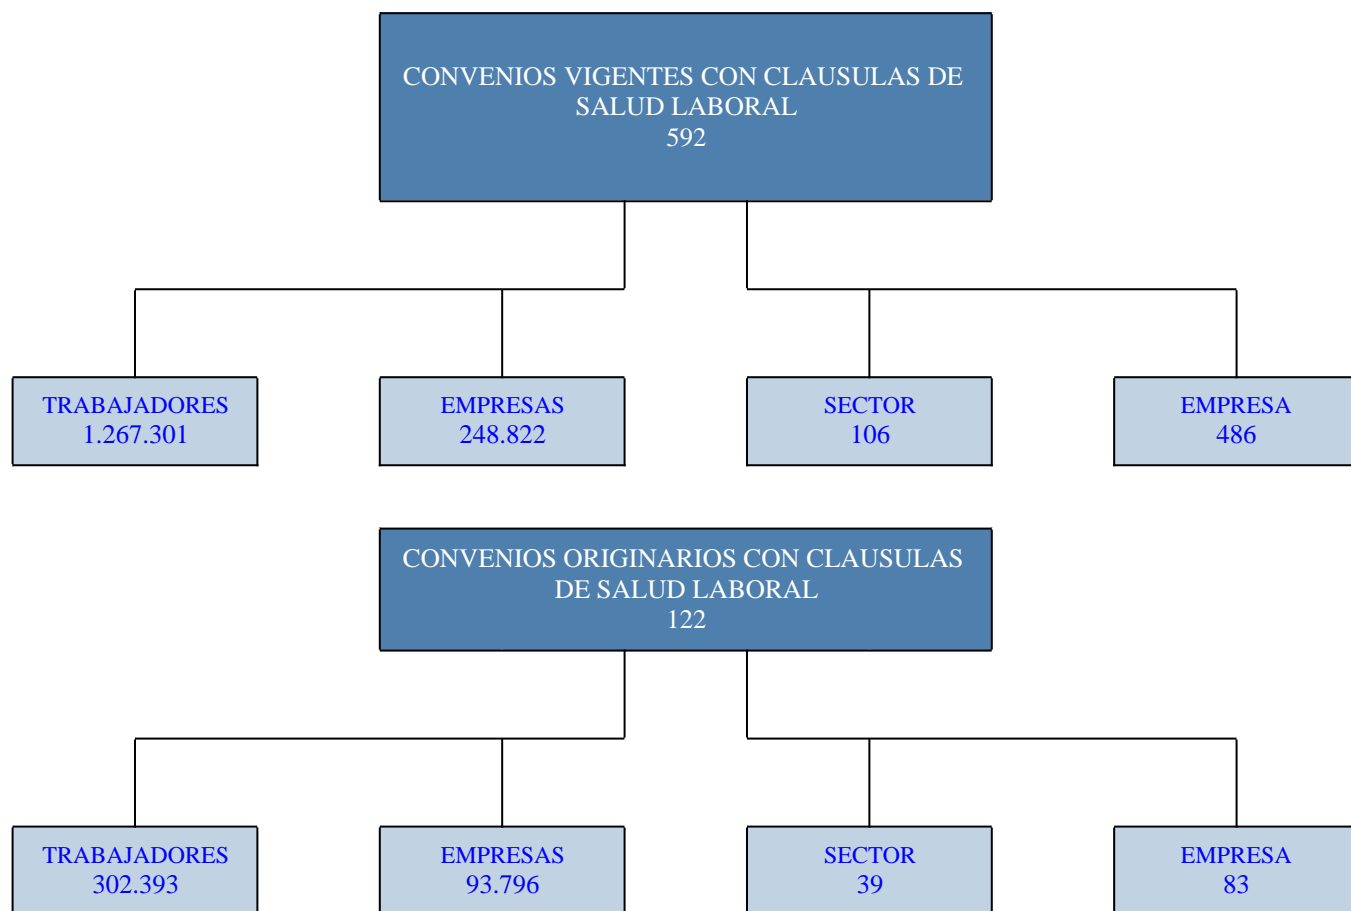 CONVENIOS VIGENTES CON CLAUSULAS DE
SALUD LABORAL
592
TRABAJADORES
1.267.301
EMPRESAS
248.822
SECTOR
106
EMPRESA
486
CONVENIOS ORIGINARIOS CON CLAUSULAS
DE SALUD LABORAL
122
TRABAJADORES
302.393
EMPRESAS
93.796
SECTOR
39
EMPRESA
83